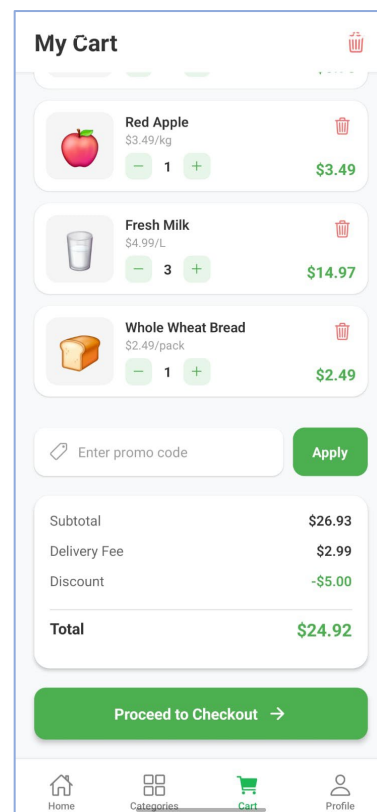 My Cart
Red Apple
$3.49/kg
− 1 +
$3.49
Fresh Milk
$4.99/L
− 3 +
$14.97
Whole Wheat Bread
$2.49/pack
− 1 +
$2.49
Enter promo code
Apply
Subtotal $26.93
Delivery Fee $2.99
Discount -$5.00
Total $24.92
Proceed to Checkout →
Home Categories Cart Profile